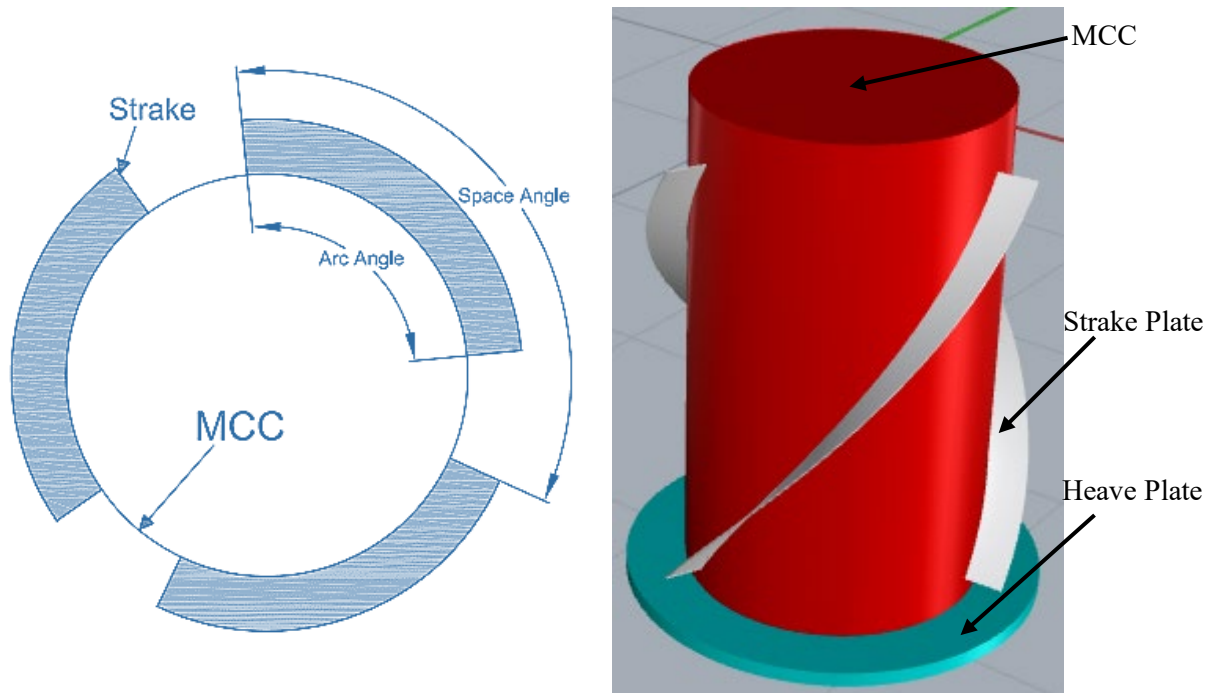 Strake
Space Angle
Arc Angle
MCC
MCC
Strake Plate
Heave Plate